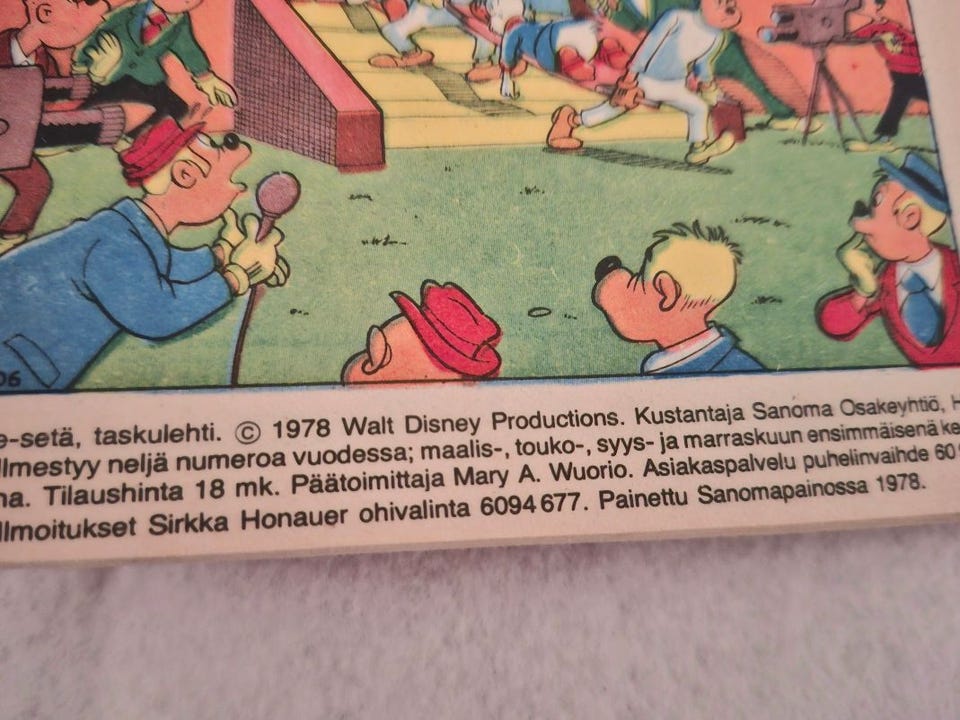 06
e-setä, taskulehti. © 1978 Walt Disney Productions. Kustantaja Sanoma Osakeyhtiö, H
Ilmestyy neljä numeroa vuodessa; maalis-, touko-, syys- ja marraskuun ensimmäisenä ke
na. Tilaushinta 18 mk. Päätoimittaja Mary A. Wuorio. Asiakaspalvelu puhelinvaihde 60
Ilmoitukset Sirkka Honauer ohivalinta 6094 677. Painettu Sanomapainossa 1978.